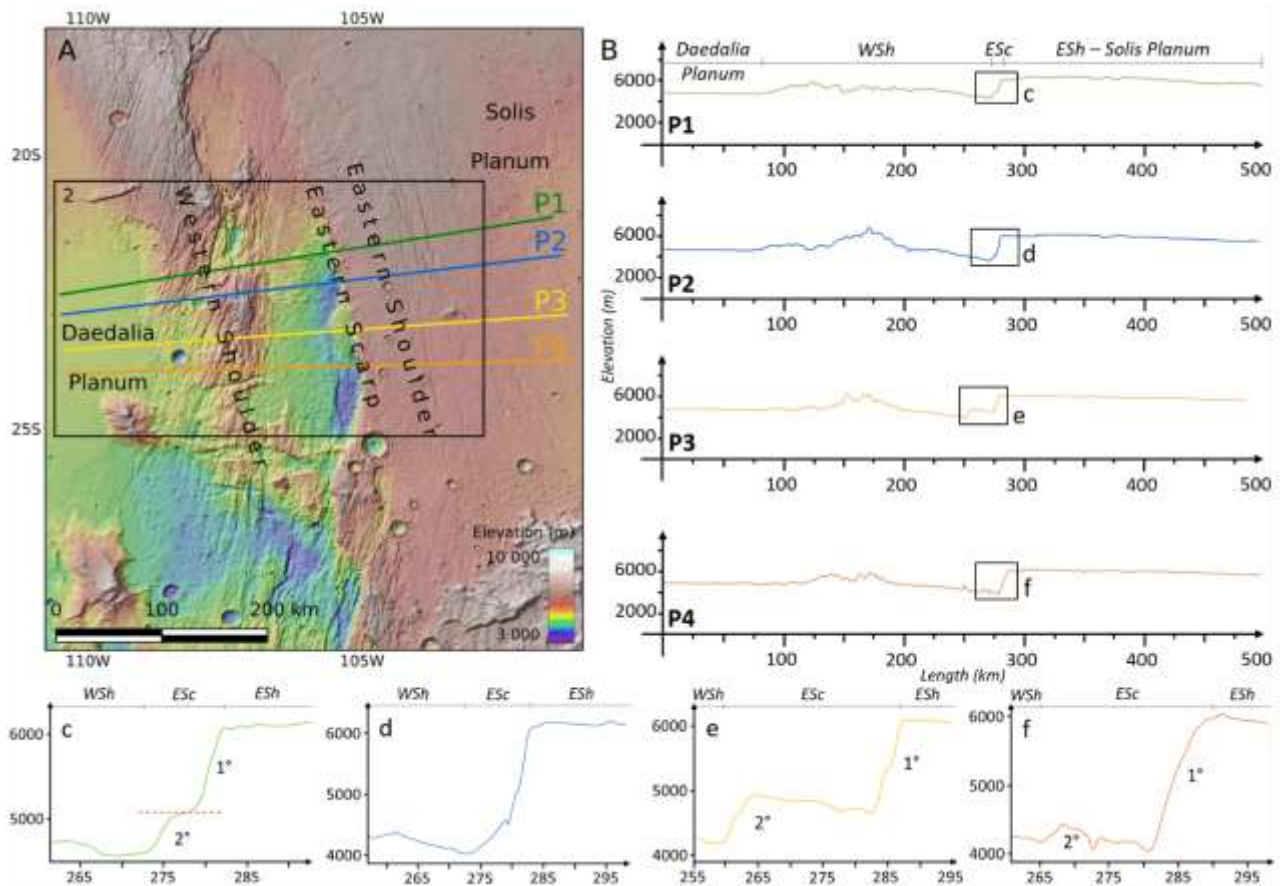 110W 105W
A
Solis
Planum
20S
2
P1
P2
P3
Western Shoulder
Eastern Scarp
Eastern Shoulder
Daedalia
Planum
25S
Elevation (m)
10 000
3 000
0 100 200 km
110W 105W
B
Daedalia WSh ESc ESh – Solis Planum
Planum
6000
2000
c
P1
100 200 283 300 400 500
6000
2000
d
P2
100 200 300 400 500
Elevation (m)
6000
2000
e
P3
100 200 300 400 500
6000
2000
f
P4
100 200 300 400 500
Length (km)
WSh ESc ESh
c
6000
5000
1°
2°
265 275 285
WSh ESc ESh
d
6000
5000
4000
265 275 285 295
WSh ESc ESh
e
6000
5000
4000
1°
2°
255 265 275 285 295
WSh ESc ESh
f
6000
5000
4000
1°
2°
265 275 285 295